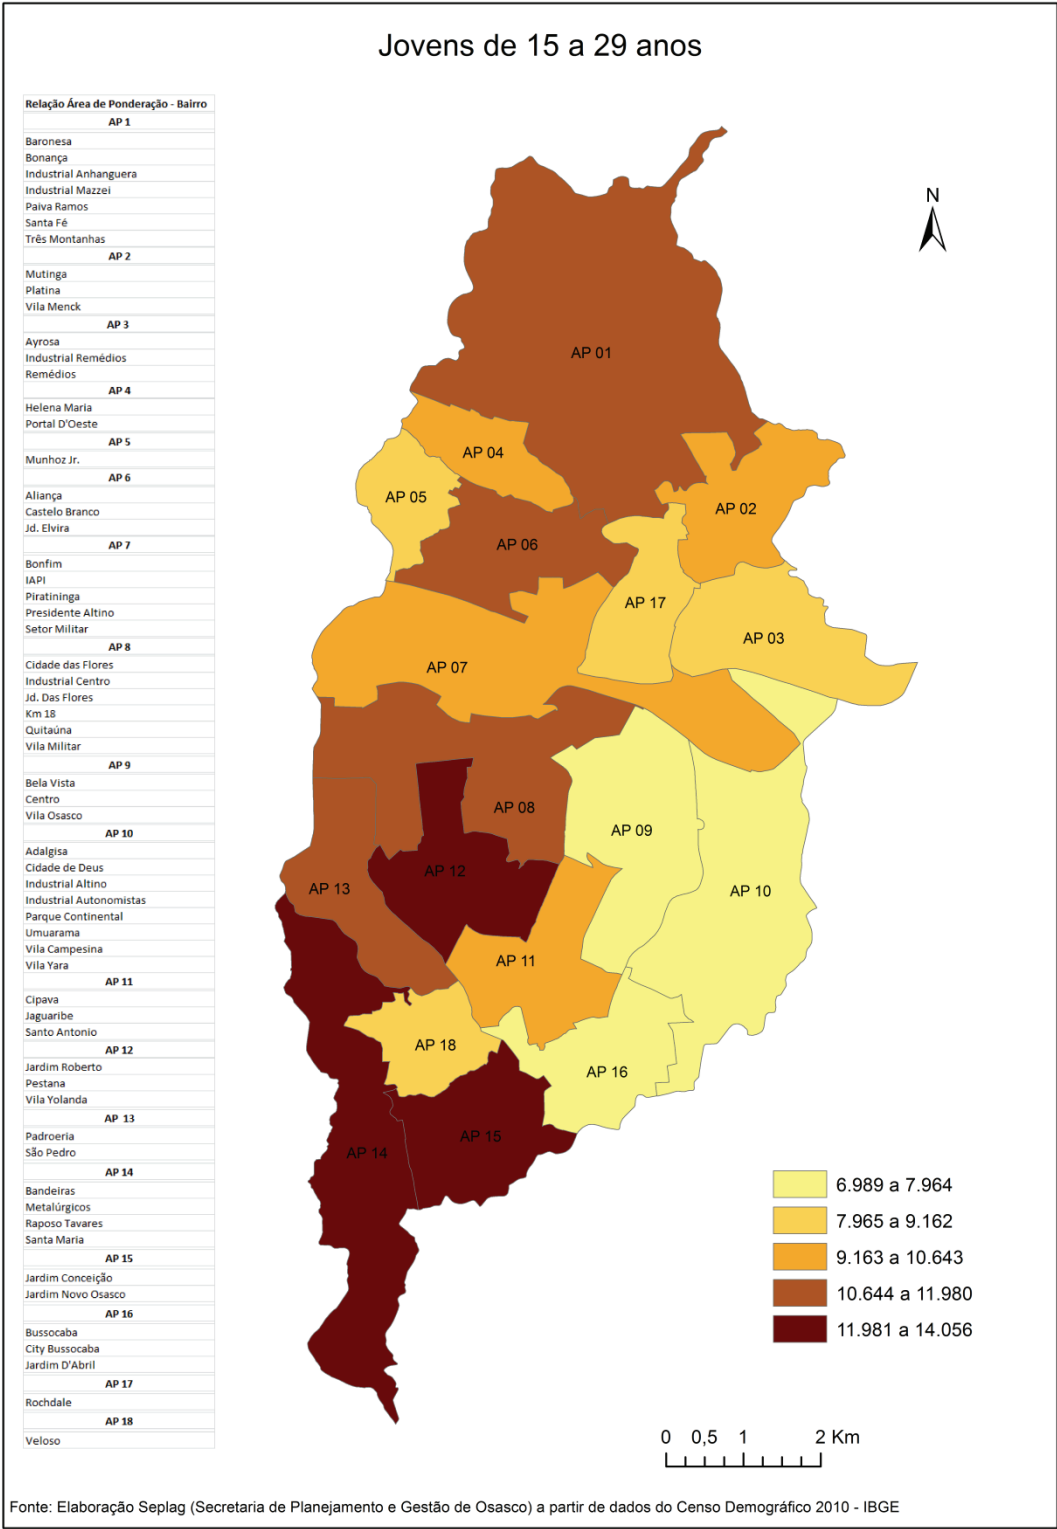 Jovens de 15 a 29 anos
Relação Área de Ponderação - Bairro
AP 1
Baronesa
Bonança
Industrial Anhanguera
Industrial Mazzei
Paiva Ramos
Santa Fé
Três Montanhas
AP 2
Mutinga
Platina
Vila Menck
AP 3
Ayrosa
Industrial Remédios
Remédios
AP 4
Helena Maria
Portal D'Oeste
AP 5
Munhoz Jr.
AP 6
Aliança
Castelo Branco
Jd. Elvira
AP 7
Bonfim
IAPI
Piratininga
Presidente Altino
Setor Militar
AP 8
Cidade das Flores
Industrial Centro
Jd. Das Flores
Km 18
Quitaúna
Vila Militar
AP 9
Bela Vista
Centro
Vila Osasco
AP 10
Adalgisa
Cidade de Deus
Industrial Altino
Industrial Autonomistas
Parque Continental
Umuarama
Vila Campesina
Vila Yara
AP 11
Cipava
Jaguaribe
Santo Antonio
AP 12
Jardim Roberto
Pestana
Vila Yolanda
AP 13
Padroeria
São Pedro
AP 14
Bandeiras
Metalúrgicos
Raposo Tavares
Santa Maria
AP 15
Jardim Conceição
Jardim Novo Osasco
AP 16
Bussocaba
City Bussocaba
Jardim D'Abril
AP 17
Rochdale
AP 18
Veloso
N
AP 01
AP 04
AP 05
AP 02
AP 06
AP 17
AP 03
AP 07
AP 08
AP 09
AP 12
AP 13
AP 10
AP 11
AP 18
AP 16
AP 15
AP 14
6.989 a 7.964
7.965 a 9.162
9.163 a 10.643
10.644 a 11.980
11.981 a 14.056
0 0,5 1 2 Km
Fonte: Elaboração Seplag (Secretaria de Planejamento e Gestão de Osasco) a partir de dados do Censo Demográfico 2010 - IBGE